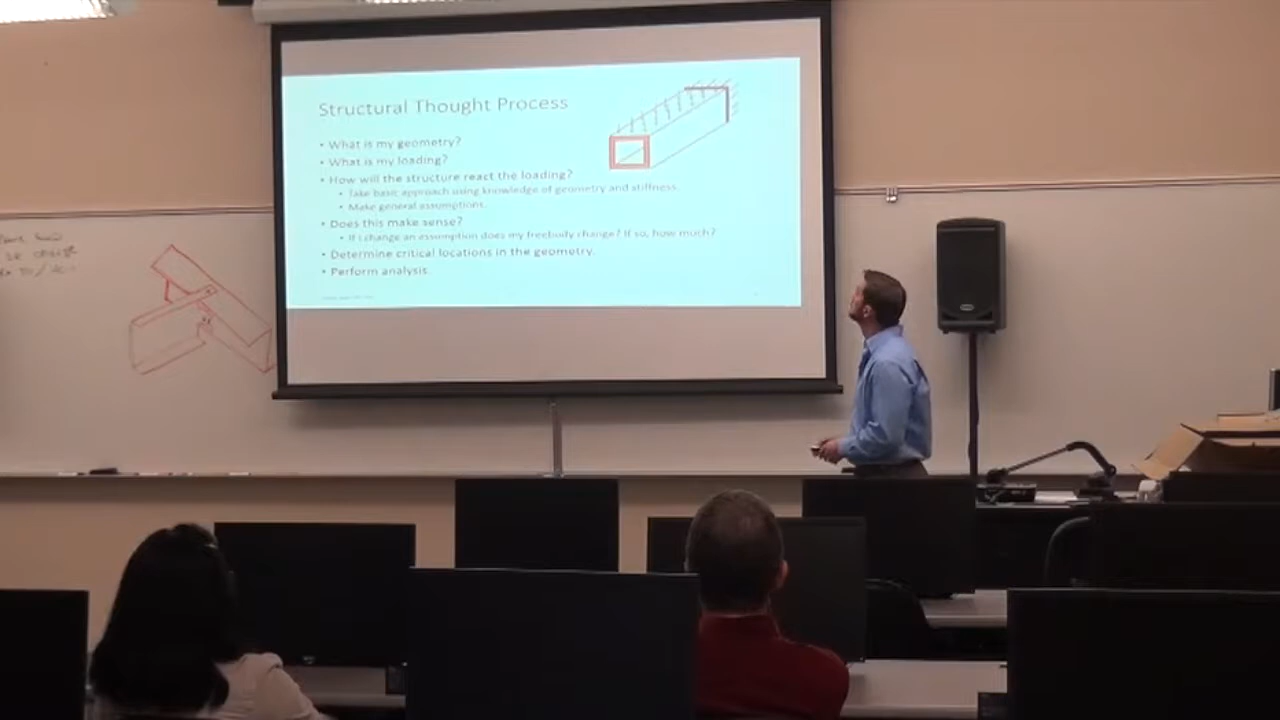 Structural Thought Process
• What is my geometry?
• What is my loading?
• How will the structure react the loading?
• Take basic approach using knowledge of geometry and stiffness.
• Make general assumptions.
• Does this make sense?
• If I change an assumption does my freebody change? If so, how much?
• Determine critical locations in the geometry.
• Perform analysis.